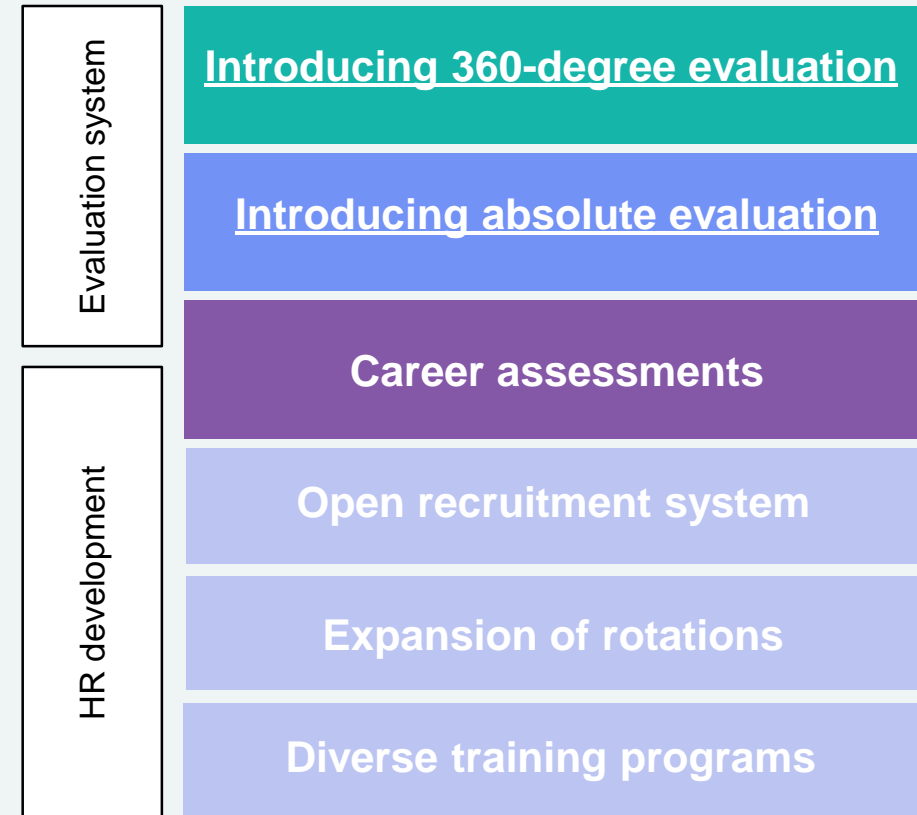 Evaluation system
Introducing 360-degree evaluation
Introducing absolute evaluation
Career assessments
HR development
Open recruitment system
Expansion of rotations
Diverse training programs